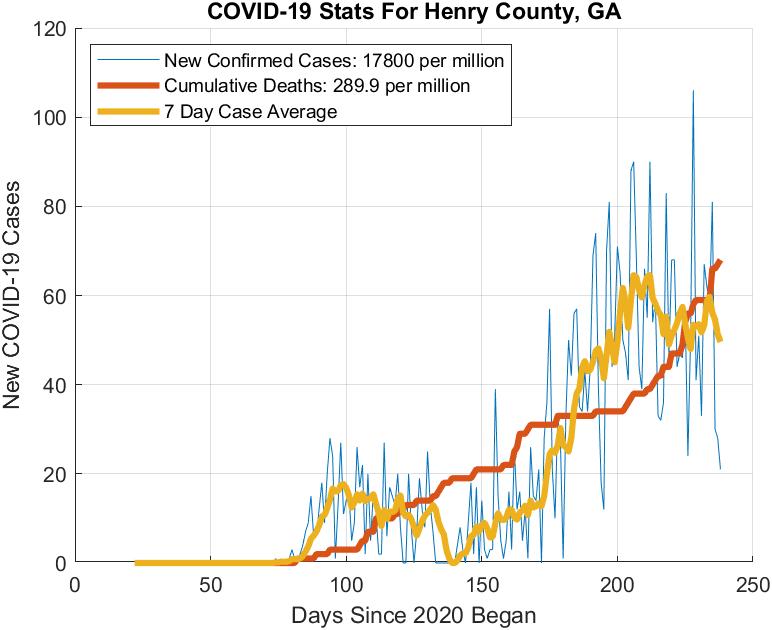 COVID-19 Stats For Henry County, GA
New Confirmed Cases: 17800 per million
Cumulative Deaths: 289.9 per million
7 Day Case Average
New COVID-19 Cases
120
100
80
60
40
20
0
0 50 100 150 200 250
Days Since 2020 Began